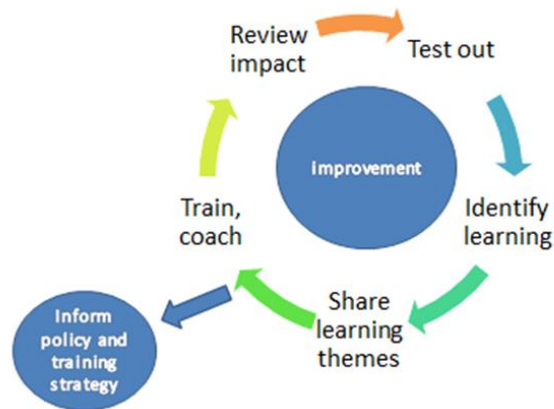 Review
impact
Test out
improvement
Identify
learning
Share
learning
themes
Train,
coach
Inform
policy and
training
strategy